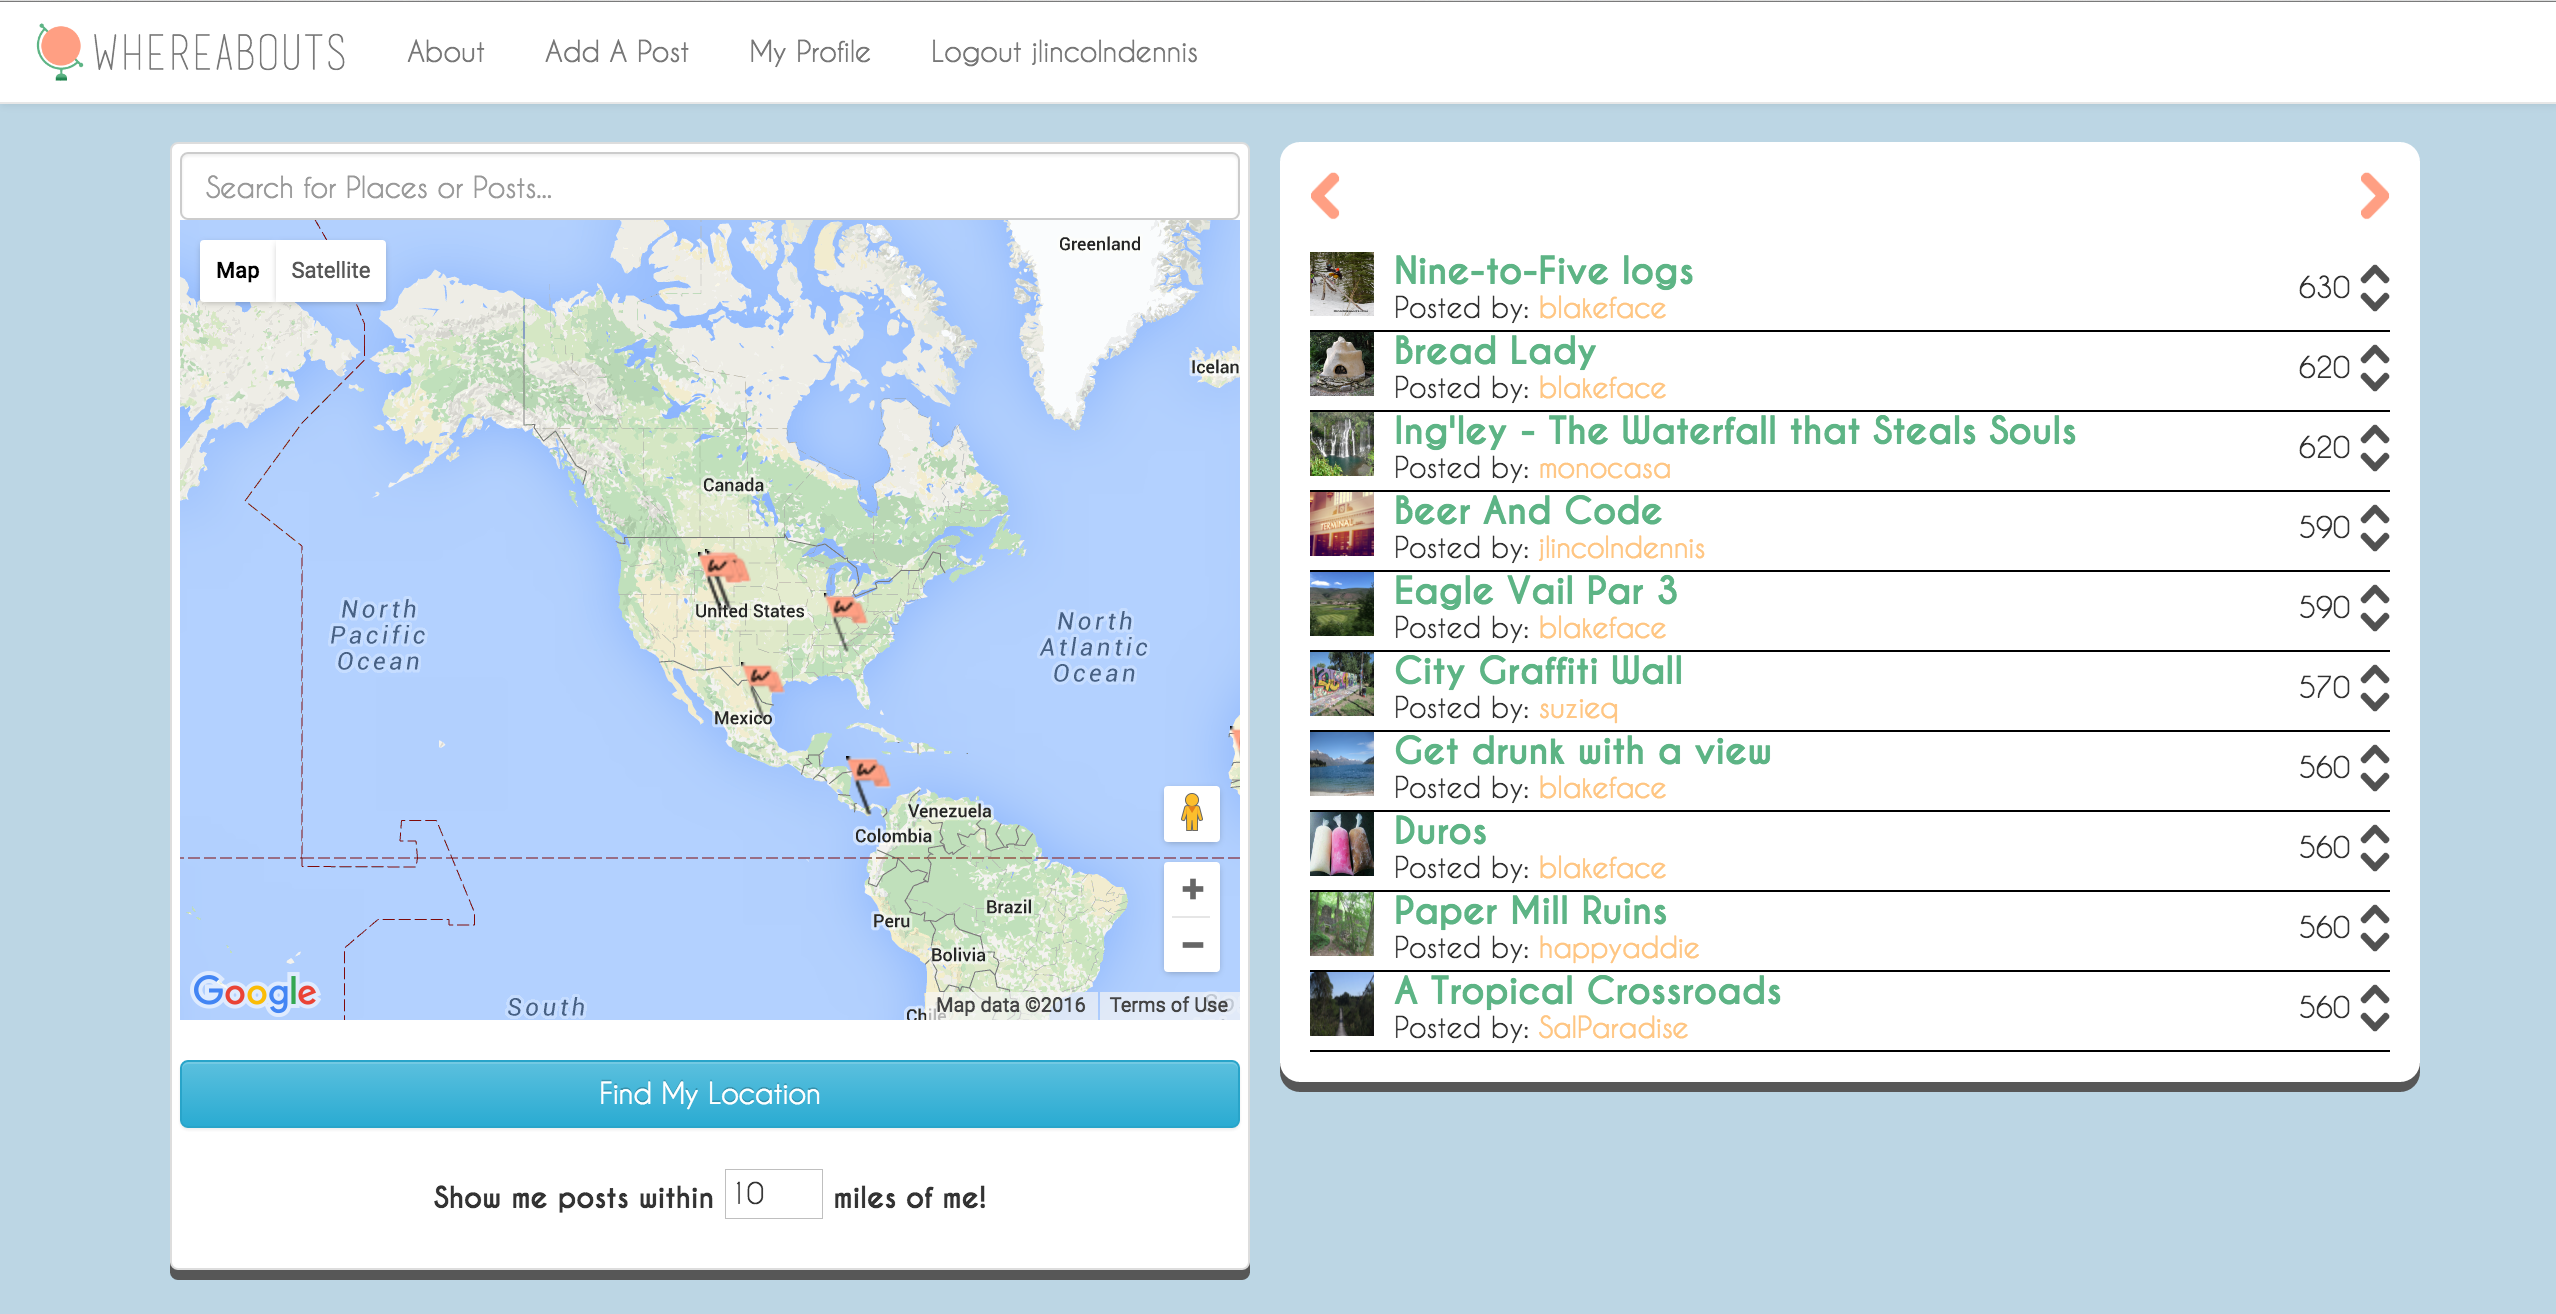 WHEREABOUTS About Add A Post My Profile Logout jlincolndennis
Search for Places or Posts...
Map Satellite
Greenland
Icelan
Canada
United States
North
Pacific
Ocean
North
Atlantic
Ocean
Mexico
Venezuela
Colombia
Brazil
Peru
Bolivia
Chile
South
Google
Map data ©2016 Terms of Use
Find My Location
Show me posts within 10 miles of me!
Nine-to-Five logs
Posted by: blakeface
630
Bread Lady
Posted by: blakeface
620
Ing'ley - The Waterfall that Steals Souls
Posted by: monocasa
620
Beer And Code
Posted by: jlincolndennis
590
Eagle Vail Par 3
Posted by: blakeface
590
City Graffiti Wall
Posted by: suzieq
570
Get drunk with a view
Posted by: blakeface
560
Duros
Posted by: blakeface
560
Paper Mill Ruins
Posted by: happyaddie
560
A Tropical Crossroads
Posted by: SalParadise
560
W
W
W
W
TERMINAL